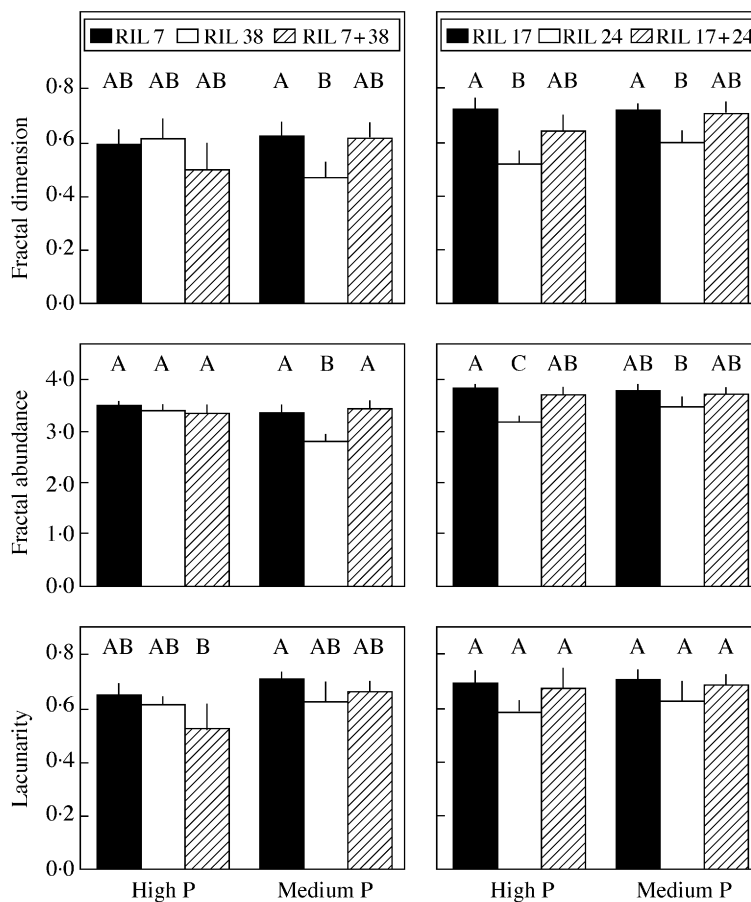 RIL 7 RIL 38 RIL 7+38
RIL 17 RIL 24 RIL 17+24
Fractal dimension
0·8
0·6
0·4
0·2
0·0
AB AB AB A B AB
A B AB A B AB
Fractal abundance
4·0
3·0
2·0
1·0
0·0
A A A A B A
A C AB AB B AB
Lacunarity
0·8
0·6
0·4
0·2
0·0
AB AB B A AB AB
A A A A A A
High P Medium P
High P Medium P